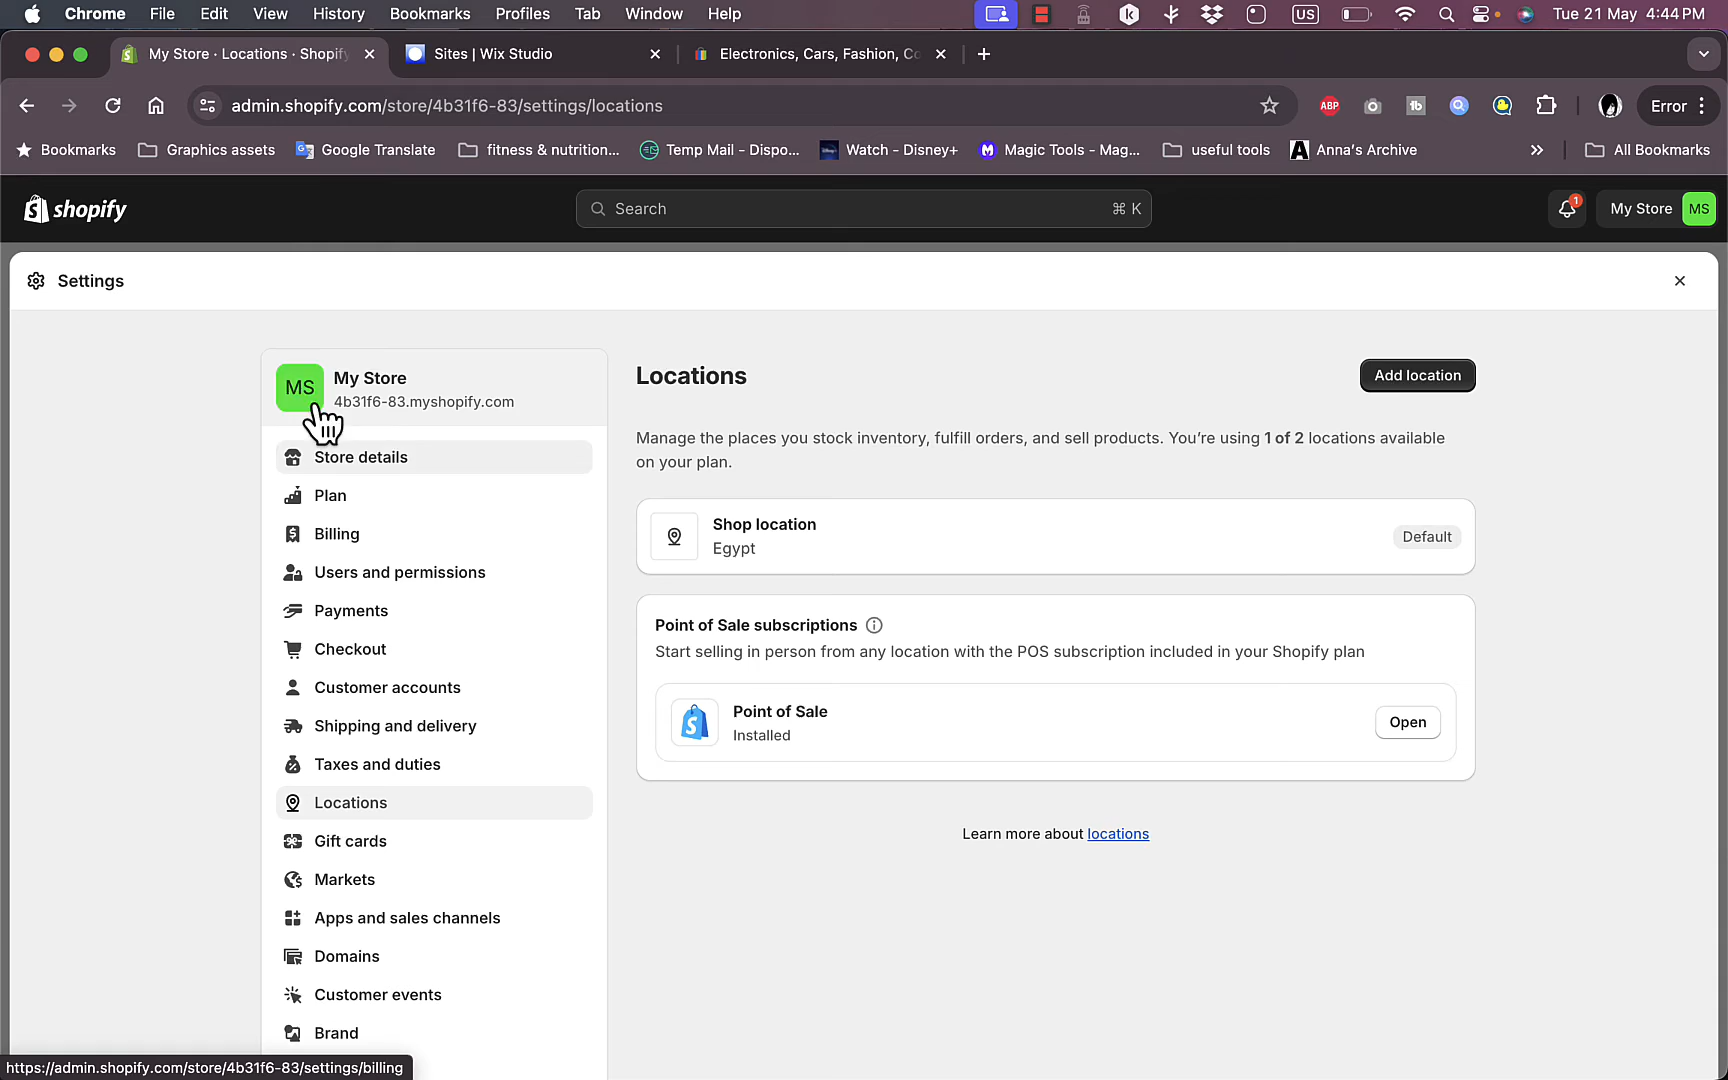 Chrome File Edit View History Bookmarks Profiles Tab Window Help US Tue 21 May 4:44 PM
My Store · Locations · Shopify Sites | Wix Studio Electronics, Cars, Fashion, Co
admin.shopify.com/store/4b31f6-83/settings/locations ABP tb Error
Bookmarks Graphics assets Google Translate fitness & nutrition... Temp Mail - Dispo... Watch - Disney+ Magic Tools - Mag... useful tools Anna's Archive All Bookmarks
shopify Search ⌘ K 1 My Store MS
Settings
MS My Store
4b31f6-83.myshopify.com
Store details
Plan
Billing
Users and permissions
Payments
Checkout
Customer accounts
Shipping and delivery
Taxes and duties
Locations
Gift cards
Markets
Apps and sales channels
Domains
Customer events
Brand
Locations
Add location
Manage the places you stock inventory, fulfill orders, and sell products. You're using 1 of 2 locations available
on your plan.
Shop location
Egypt
Default
Point of Sale subscriptions
Start selling in person from any location with the POS subscription included in your Shopify plan
Point of Sale
Installed
Open
Learn more about locations
https://admin.shopify.com/store/4b31f6-83/settings/billing